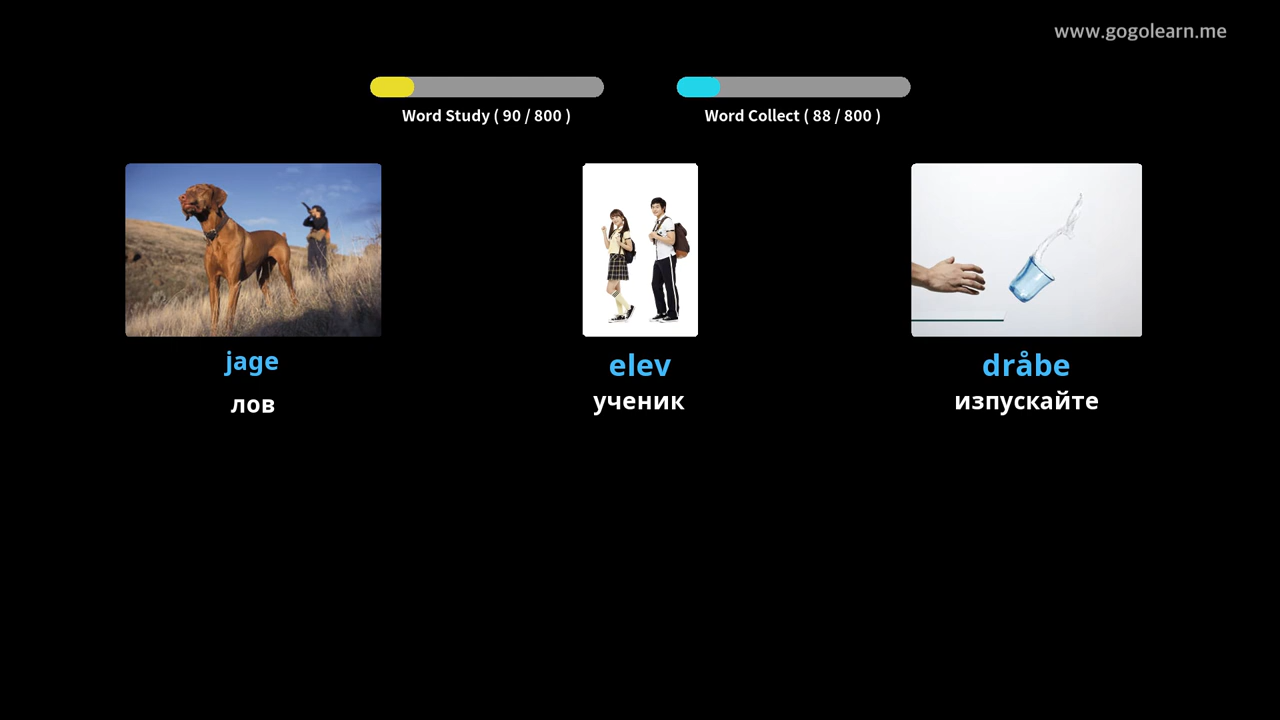 www.gogolearn.me
Word Study ( 90 / 800 )
Word Collect ( 88 / 800 )
jage
elev
dråbe
лов
ученик
изпускайте